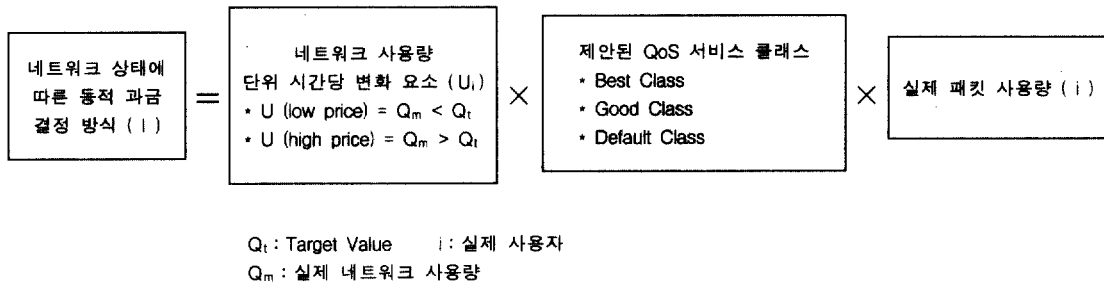 네트워크 상태에
따른 동적 과금
결정 방식 ( I )
=
네트워크 사용량
단위 시간당 변화 요소 (Uᵢ)
* U (low price) = Qₘ < Qₜ
* U (high price) = Qₘ > Qₜ
×
제안된 QoS 서비스 클래스
* Best Class
* Good Class
* Default Class
×
실제 패킷 사용량 ( i )
Qₜ : Target Value i : 실제 사용자
Qₘ : 실제 네트워크 사용량